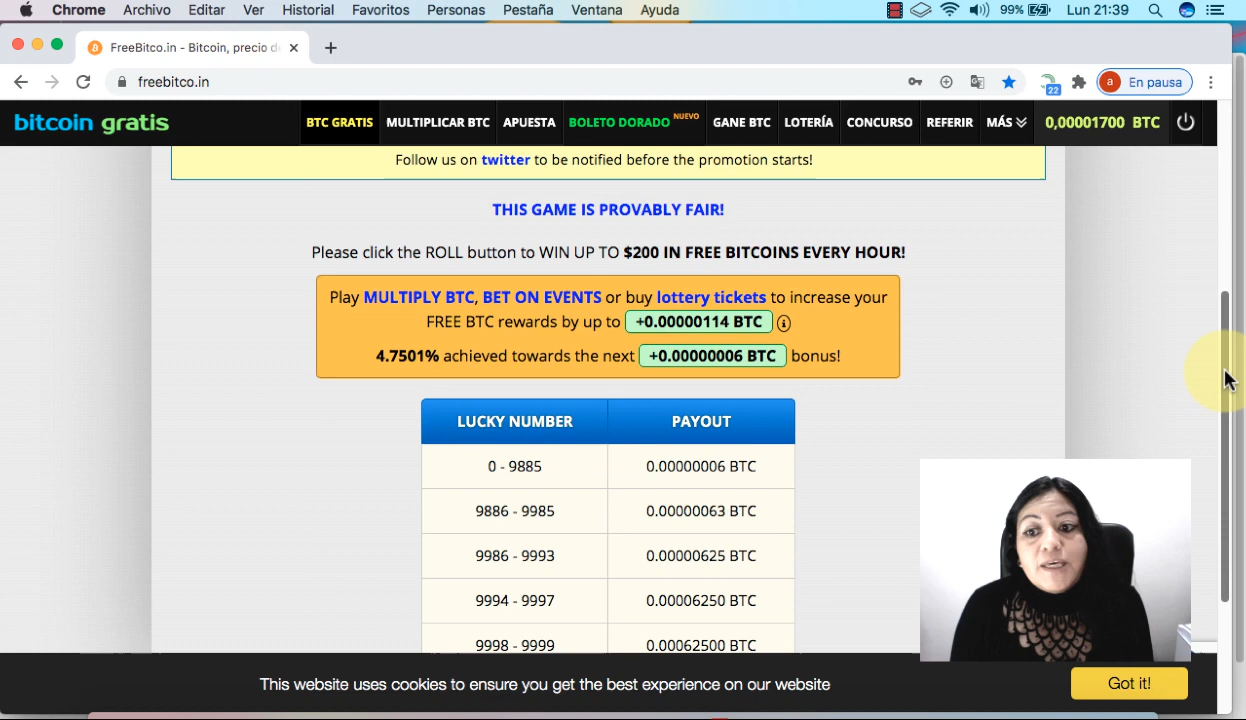 Chrome Archivo Editar Ver Historial Favoritos Personas Pestaña Ventana Ayuda 99% Lun 21:39
FreeBitco.in - Bitcoin, precio d
freebitco.in 22 a En pausa
bitcoin gratis BTC GRATIS MULTIPLICAR BTC APUESTA BOLETO DORADO NUEVO GANE BTC LOTERÍA CONCURSO REFERIR MÁS 0,00001700 BTC
Follow us on twitter to be notified before the promotion starts!
THIS GAME IS PROVABLY FAIR!
Please click the ROLL button to WIN UP TO $200 IN FREE BITCOINS EVERY HOUR!
Play MULTIPLY BTC, BET ON EVENTS or buy lottery tickets to increase your
FREE BTC rewards by up to +0.00000114 BTC
4.7501% achieved towards the next +0.00000006 BTC bonus!
LUCKY NUMBER PAYOUT
0 - 9885 0.00000006 BTC
9886 - 9985 0.00000063 BTC
9986 - 9993 0.00000625 BTC
9994 - 9997 0.00006250 BTC
9998 - 9999 0.00062500 BTC
This website uses cookies to ensure you get the best experience on our website Got it!